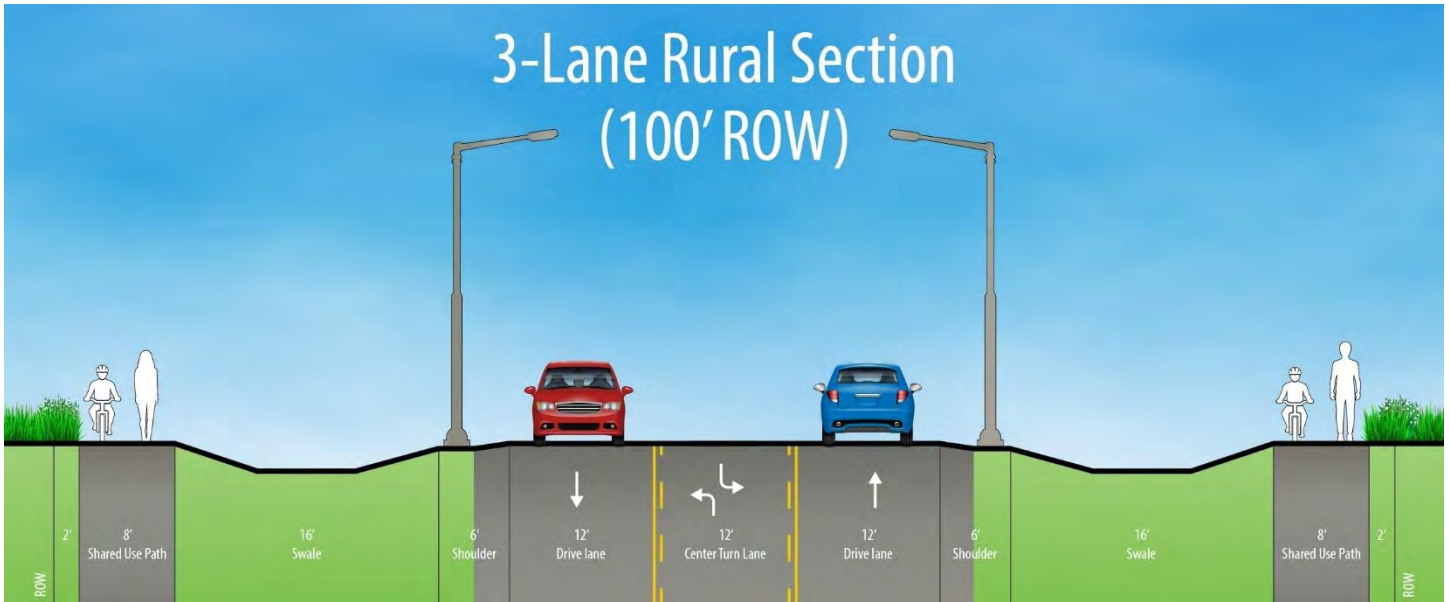 3-Lane Rural Section
(100’ ROW)
ROW
2’
8’
Shared Use Path
16’
Swale
6’
Shoulder
12’
Drive lane
12’
Center Turn Lane
12’
Drive lane
6’
Shoulder
16’
Swale
8’
Shared Use Path
2’
ROW